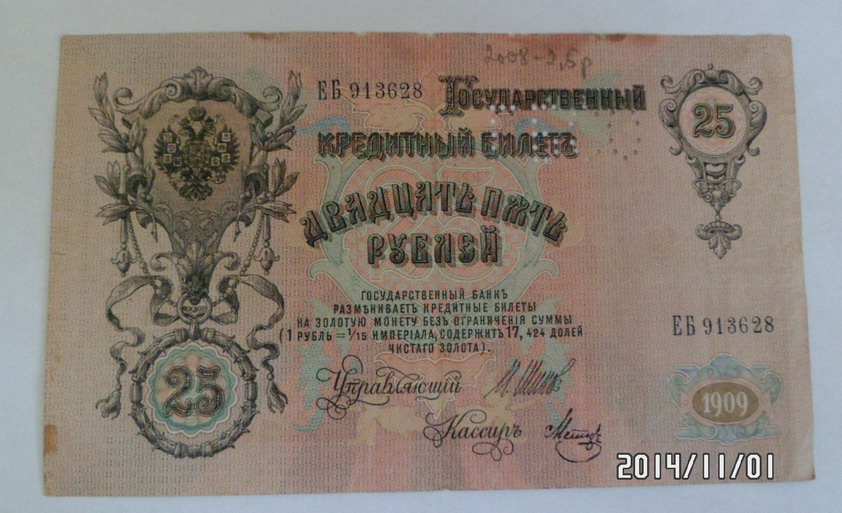 2008-2,5р
ЕБ 913628
Государственный
25
кредитный билетъ
Двадцать пять
рублей
ГОСУДАРСТВЕННЫЙ БАНКЪ
РАЗМѢНИВАЕТЪ КРЕДИТНЫЕ БИЛЕТЫ
НА ЗОЛОТУЮ МОНЕТУ БЕЗЪ ОГРАНИЧЕНІЯ СУММЫ
(1 РУБЛЬ = 1/15 ИМПЕРІАЛА, СОДЕРЖИТЪ 17, 424 ДОЛЕЙ
ЧИСТАГО ЗОЛОТА).
ЕБ 913628
25
Управляющій
И. Шипов
1909
Кассиръ
2014/11/01